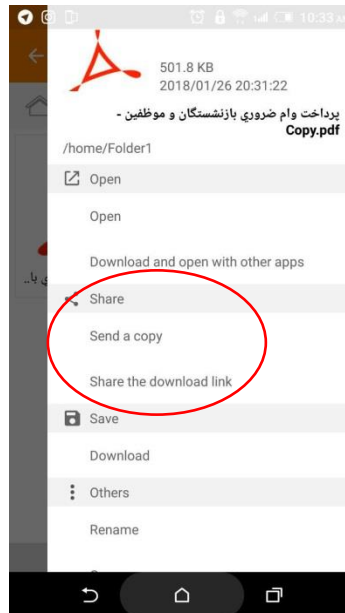 10:33 AM
501.8 KB
2018/01/26 20:31:22
پرداخت وام ضروري بازنشستگان و موظفين -
Copy.pdf
/home/Folder1
Open
Open
Download and open with other apps
ي با..
Share
Send a copy
Share the download link
Save
Download
Others
Rename